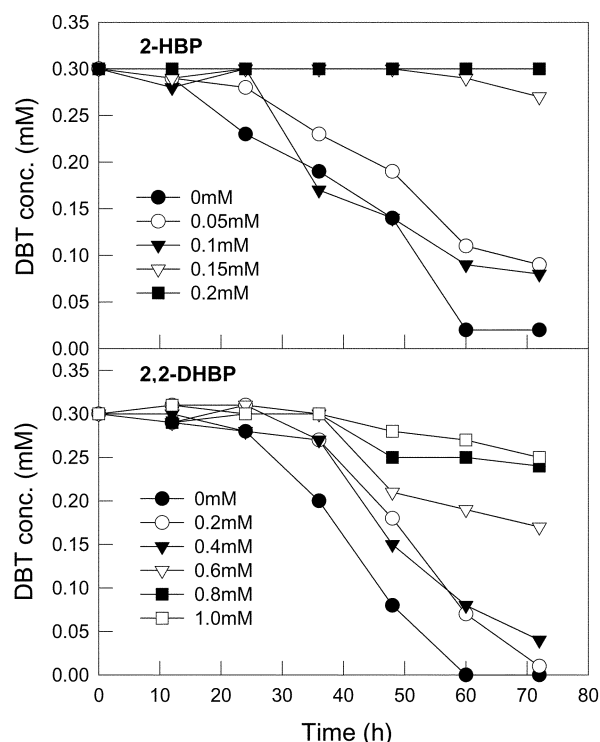 0.35
2-HBP
0.30
0.25
0.20
DBT conc. (mM)
0.15
0.10
0.05
0.00
0mM
0.05mM
0.1mM
0.15mM
0.2mM
0.35
2,2-DHBP
0.30
0.25
0.20
DBT conc. (mM)
0.15
0.10
0.05
0.00
0mM
0.2mM
0.4mM
0.6mM
0.8mM
1.0mM
0 10 20 30 40 50 60 70 80
Time (h)